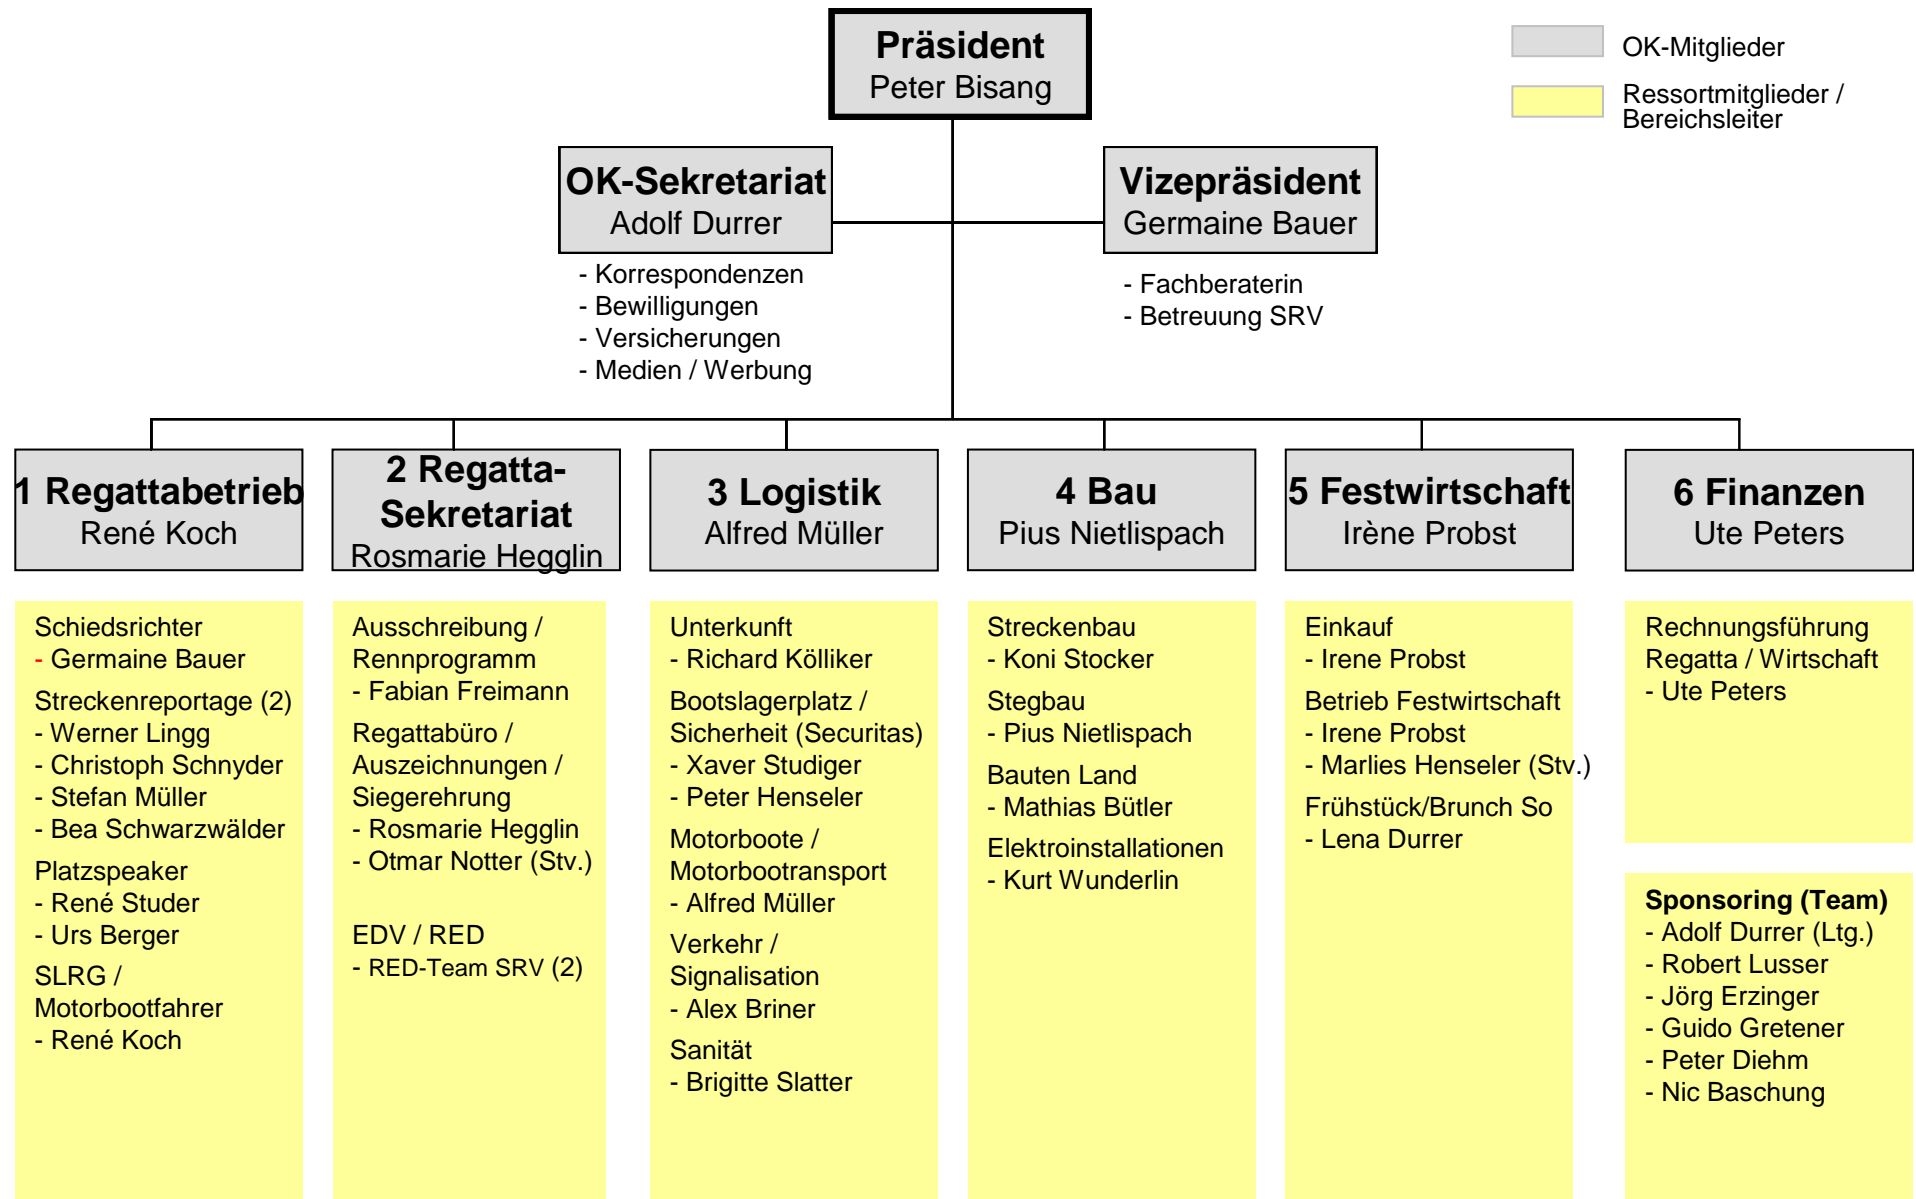 Präsident
Peter Bisang
OK-Mitglieder
Ressortmitglieder /
Bereichsleiter
OK-Sekretariat
Adolf Durrer
- Korrespondenzen
- Bewilligungen
- Versicherungen
- Medien / Werbung
Vizepräsident
Germaine Bauer
- Fachberaterin
- Betreuung SRV
1 Regattabetrieb
René Koch
Schiedsrichter
- Germaine Bauer
Streckenreportage (2)
- Werner Lingg
- Christoph Schnyder
- Stefan Müller
- Bea Schwarzwälder
Platzspeaker
- René Studer
- Urs Berger
SLRG /
Motorbootfahrer
- René Koch
2 Regatta-
Sekretariat
Rosmarie Hegglin
Ausschreibung /
Rennprogramm
- Fabian Freimann
Regattabüro /
Auszeichnungen /
Siegerehrung
- Rosmarie Hegglin
- Otmar Notter (Stv.)
EDV / RED
- RED-Team SRV (2)
3 Logistik
Alfred Müller
Unterkunft
- Richard Kölliker
Bootslagerplatz /
Sicherheit (Securitas)
- Xaver Studiger
- Peter Henseler
Motorboote /
Motorbootransport
- Alfred Müller
Verkehr /
Signalisation
- Alex Briner
Sanität
- Brigitte Slatter
4 Bau
Pius Nietlispach
Streckenbau
- Koni Stocker
Stegbau
- Pius Nietlispach
Bauten Land
- Mathias Bütler
Elektroinstallationen
- Kurt Wunderlin
5 Festwirtschaft
Irène Probst
Einkauf
- Irene Probst
Betrieb Festwirtschaft
- Irene Probst
- Marlies Henseler (Stv.)
Frühstück/Brunch So
- Lena Durrer
6 Finanzen
Ute Peters
Rechnungsführung
Regatta / Wirtschaft
- Ute Peters
Sponsoring (Team)
- Adolf Durrer (Ltg.)
- Robert Lusser
- Jörg Erzinger
- Guido Gretener
- Peter Diehm
- Nic Baschung